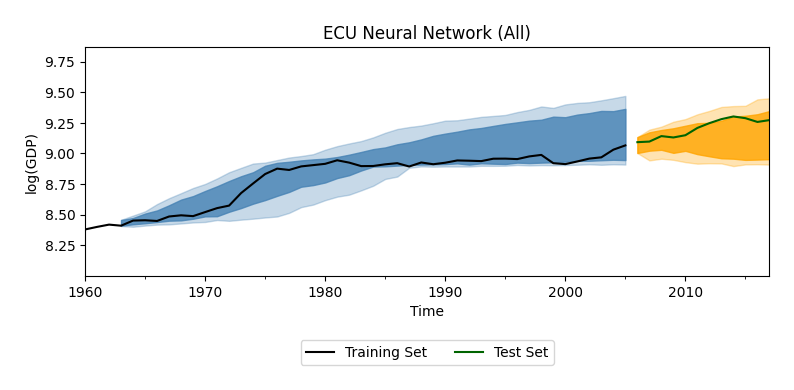 ECU Neural Network (All)
9.75
9.50
9.25
9.00
8.75
8.50
8.25
log(GDP)
1960 1970 1980 1990 2000 2010
Time
Training Set Test Set